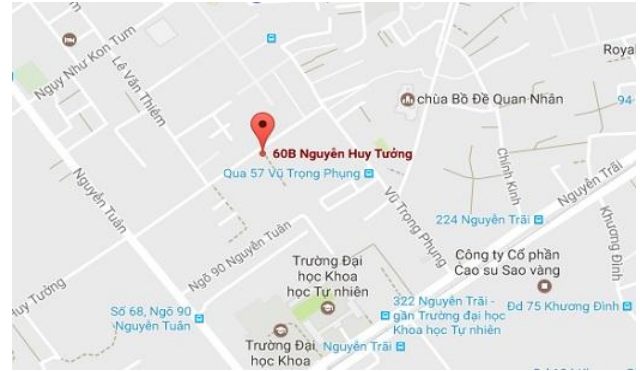 Nguy Như Kon Tum
Lê Văn Thiêm
Royal
chùa Bồ Đề Quan Nhân
94
60B Nguyễn Huy Tưởng
Qua 57 Vũ Trọng Phụng
Chính Kinh
Nguyễn Trãi
Nguyễn Tuân
Vũ Trọng Phụng
224 Nguyễn Trãi
Khương Đình
Ngõ 90 Nguyễn Tuân
Trường Đại
học Khoa
học Tự nhiên
Công ty Cổ phần
Cao su Sao vàng
Huy Tưởng
Số 68, Ngõ 90
Nguyễn Tuân
322 Nguyễn Trãi -
gần Trường đại học
Khoa học Tự nhiên
Đd 75 Khương Đình
Trường Đại
học Khoa
Nguyễn Trãi